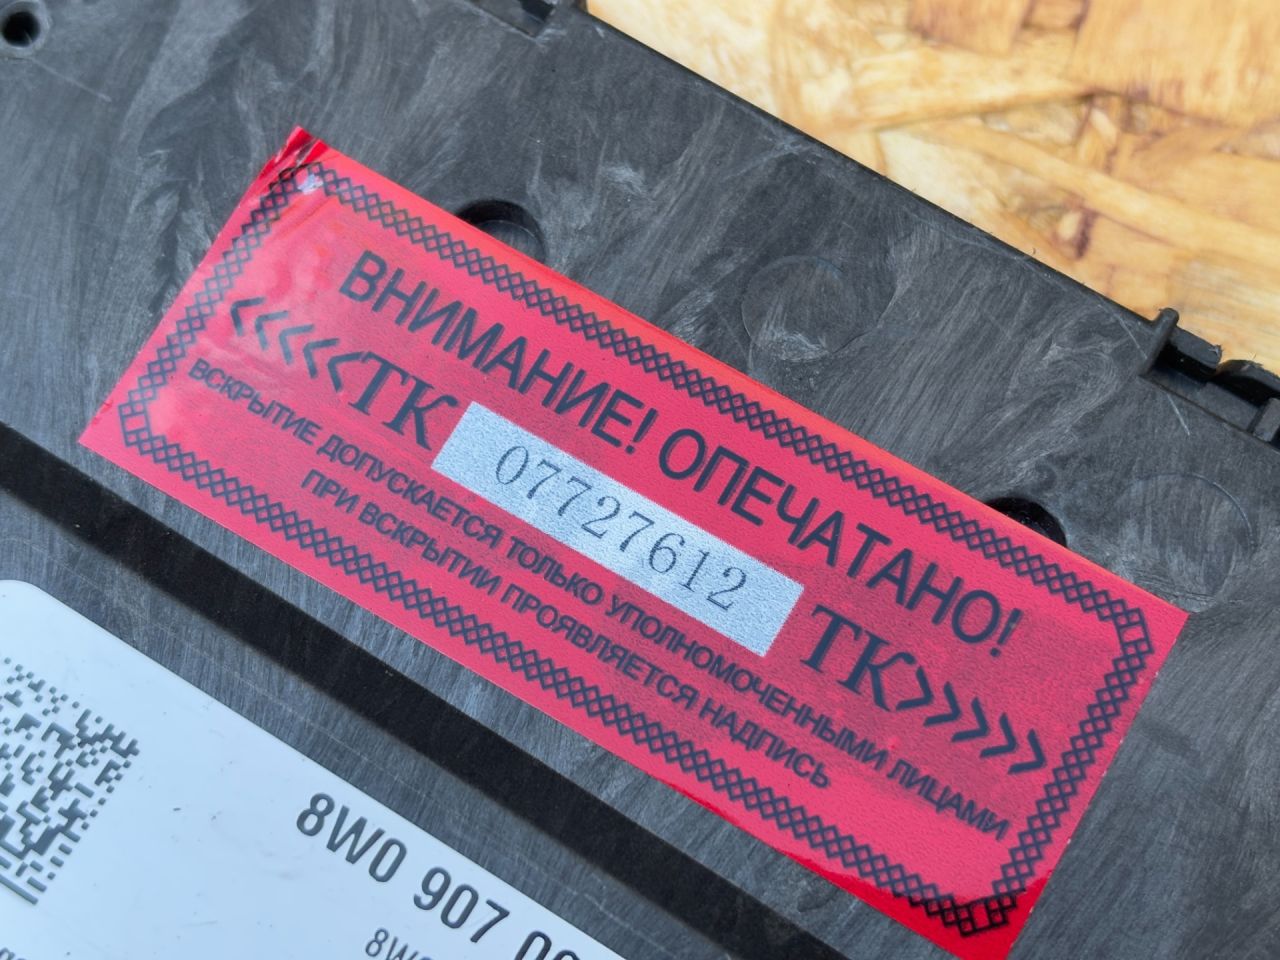 ВНИМАНИЕ! ОПЕЧАТАНО!
<<<<<ТК 07727612 ТК>>>>>
ВСКРЫТИЕ ДОПУСКАЕТСЯ ТОЛЬКО УПОЛНОМОЧЕННЫМИ ЛИЦАМИ
ПРИ ВСКРЫТИИ ПРОЯВЛЯЕТСЯ НАДПИСЬ
8W0 907